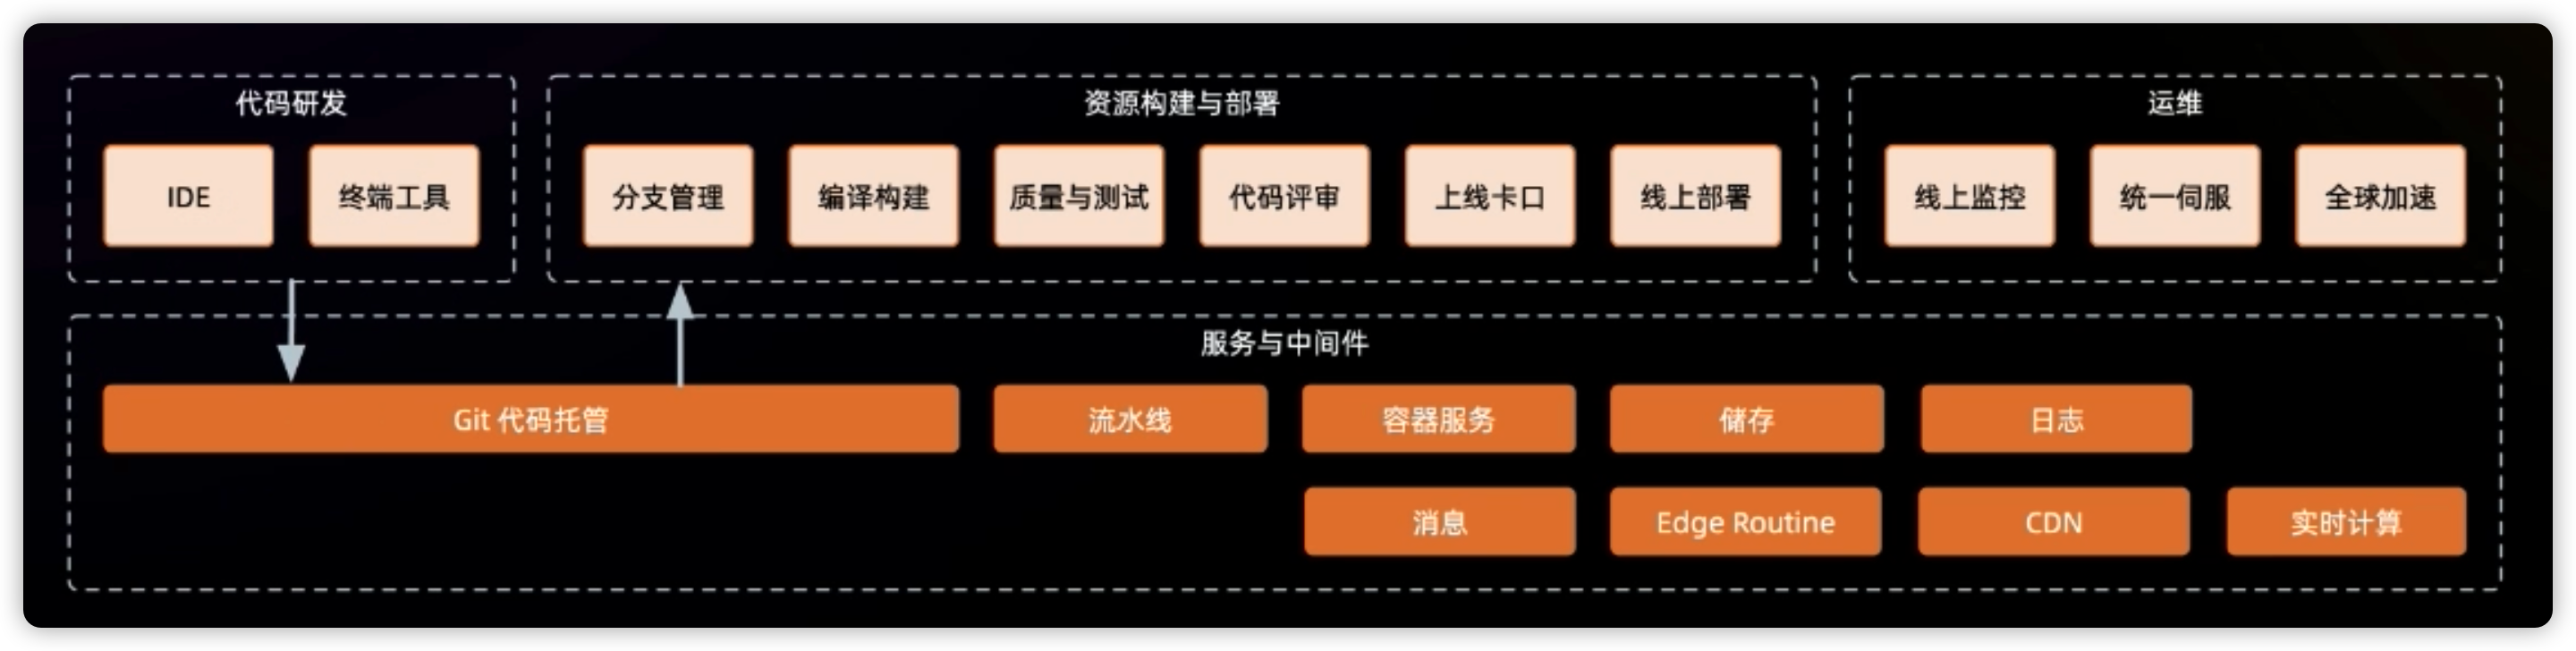 代码研发
IDE
终端工具
资源构建与部署
分支管理
编译构建
质量与测试
代码评审
上线卡口
线上部署
运维
线上监控
统一伺服
全球加速
服务与中间件
Git 代码托管
流水线
容器服务
储存
日志
消息
Edge Routine
CDN
实时计算